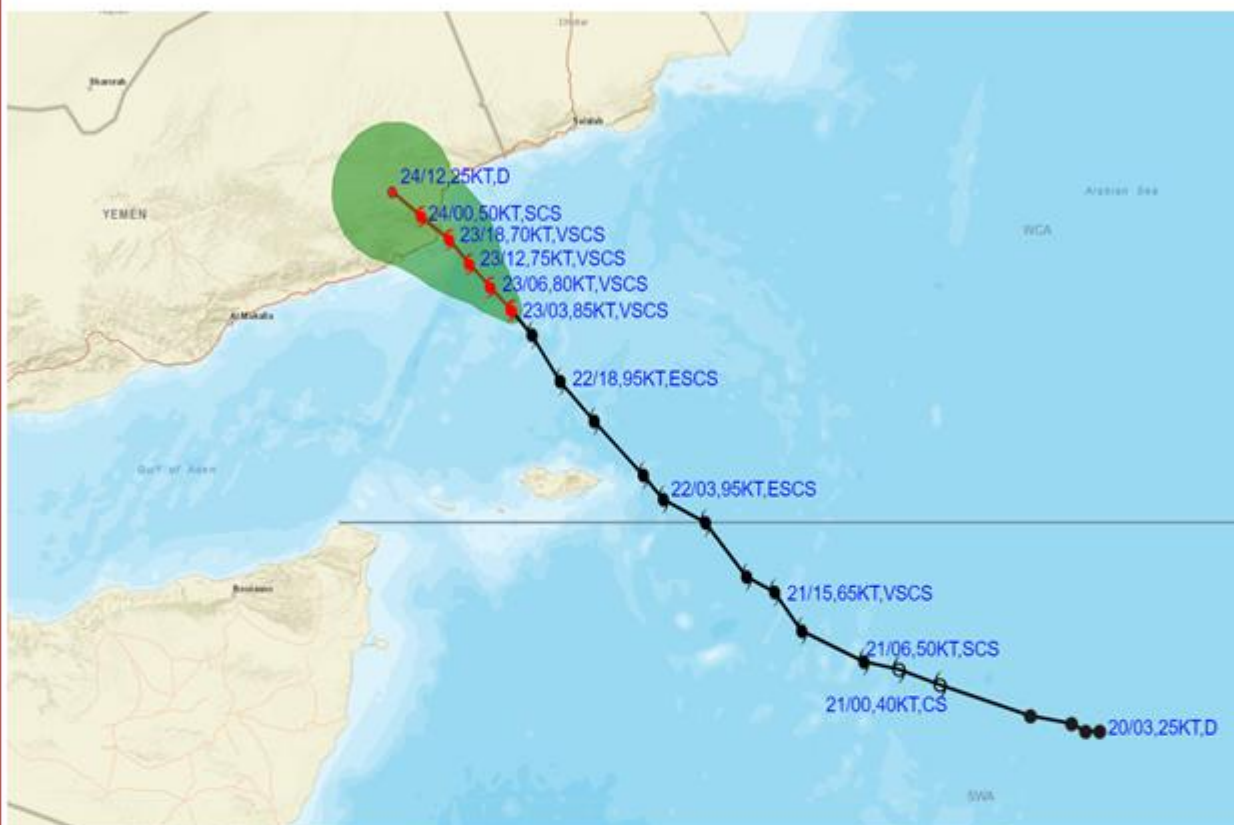 Salalah
24/12,25KT,D
YEMEN
24/00,50KT,SCS
Arabian Sea
23/18,70KT,VSCS
WCA
23/12,75KT,VSCS
23/06,80KT,VSCS
23/03,85KT,VSCS
Al Mukalla
22/18,95KT,ESCS
Gulf of Aden
22/03,95KT,ESCS
21/15,65KT,VSCS
21/06,50KT,SCS
21/00,40KT,CS
20/03,25KT,D
SWA